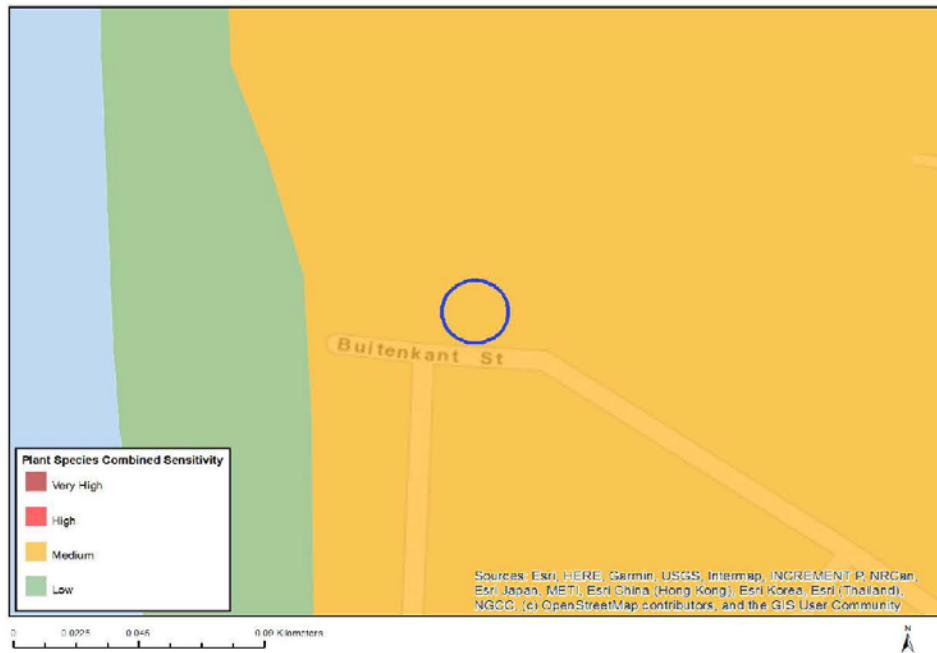 Buitenkant St
Plant Species Combined Sensitivity
Very High
High
Medium
Low
Sources: Esri, HERE, Garmin, USGS, Intermap, INCREMENT P, NRCan,
Esri Japan, METI, Esri China (Hong Kong), Esri Korea, Esri (Thailand),
NGCC, (c) OpenStreetMap contributors, and the GIS User Community
0 0.0225 0.045 0.09 Kilometers
N